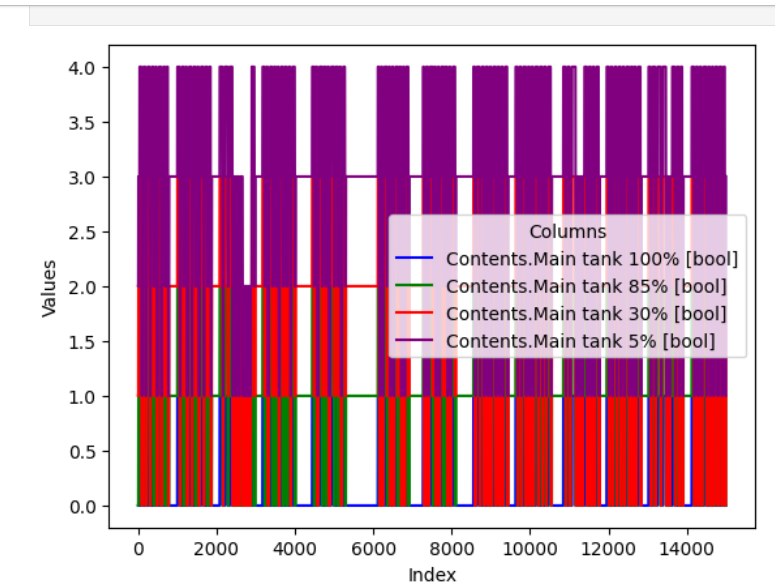 4.0
3.5
3.0
2.5
2.0
1.5
1.0
0.5
0.0
Values
Columns
Contents.Main tank 100% [bool]
Contents.Main tank 85% [bool]
Contents.Main tank 30% [bool]
Contents.Main tank 5% [bool]
0 2000 4000 6000 8000 10000 12000 14000
Index